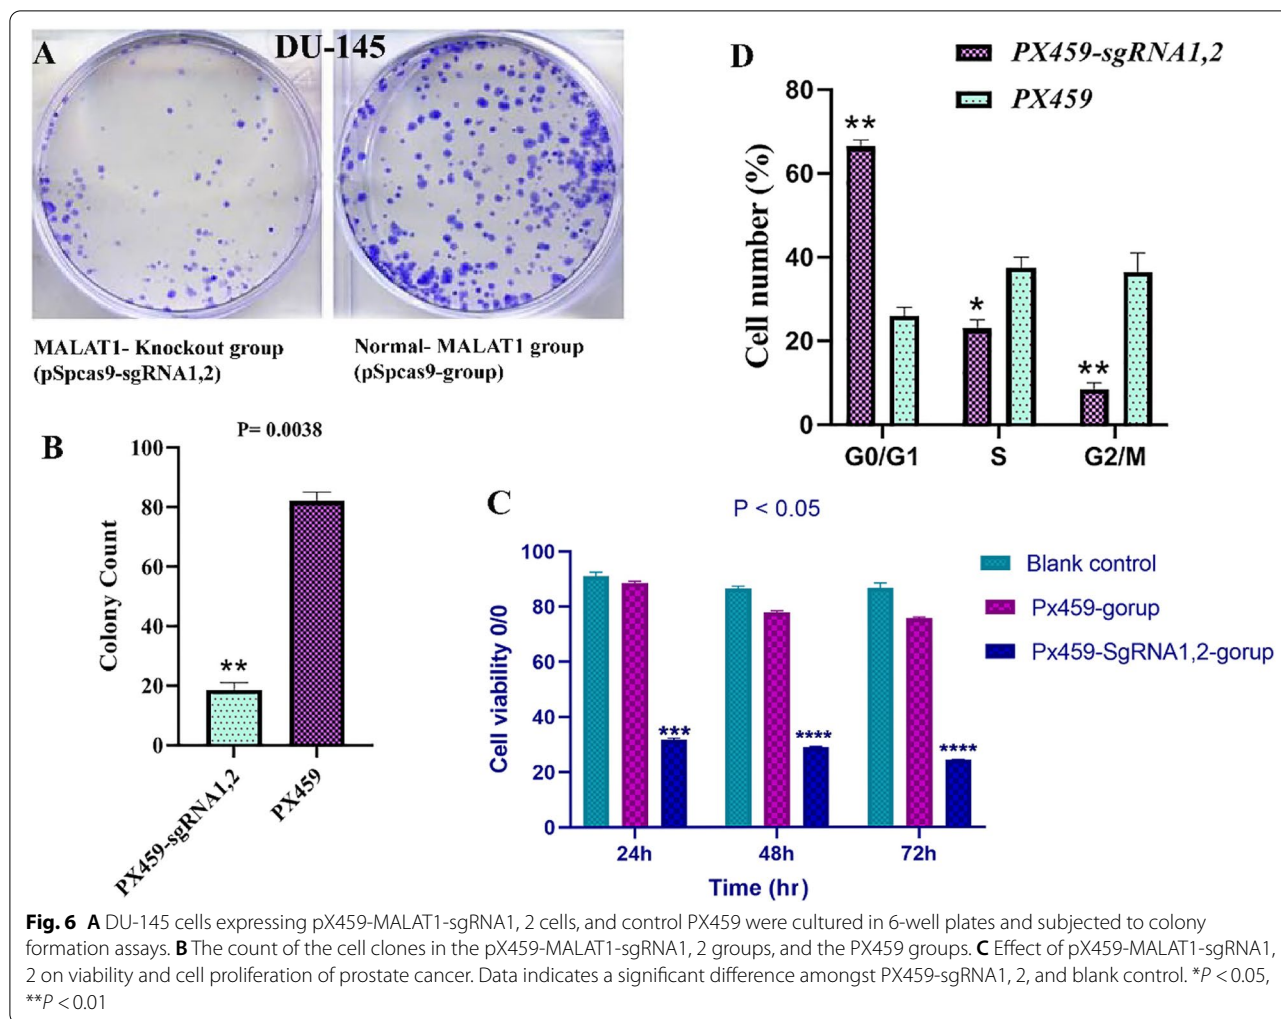 A
DU-145
MALAT1- Knockout group
(pSpcas9-sgRNA1,2)
Normal- MALAT1 group
(pSpcas9-group)
B
P= 0.0038
Colony Count
100
80
60
40
20
0
**
PX459-sgRNA1,2
PX459
D
PX459-sgRNA1,2
PX459
Cell number (%)
80
60
40
20
0
**
*
**
G0/G1
S
G2/M
C
P < 0.05
Cell viability 0/0
100
80
60
40
20
0
***
****
****
24h
48h
72h
Time (hr)
Blank control
Px459-gorup
Px459-SgRNA1,2-gorup
Fig. 6 A DU-145 cells expressing pX459-MALAT1-sgRNA1, 2 cells, and control PX459 were cultured in 6-well plates and subjected to colony
formation assays. B The count of the cell clones in the pX459-MALAT1-sgRNA1, 2 groups, and the PX459 groups. C Effect of pX459-MALAT1-sgRNA1,
2 on viability and cell proliferation of prostate cancer. Data indicates a significant difference amongst PX459-sgRNA1, 2, and blank control. *P < 0.05,
**P < 0.01